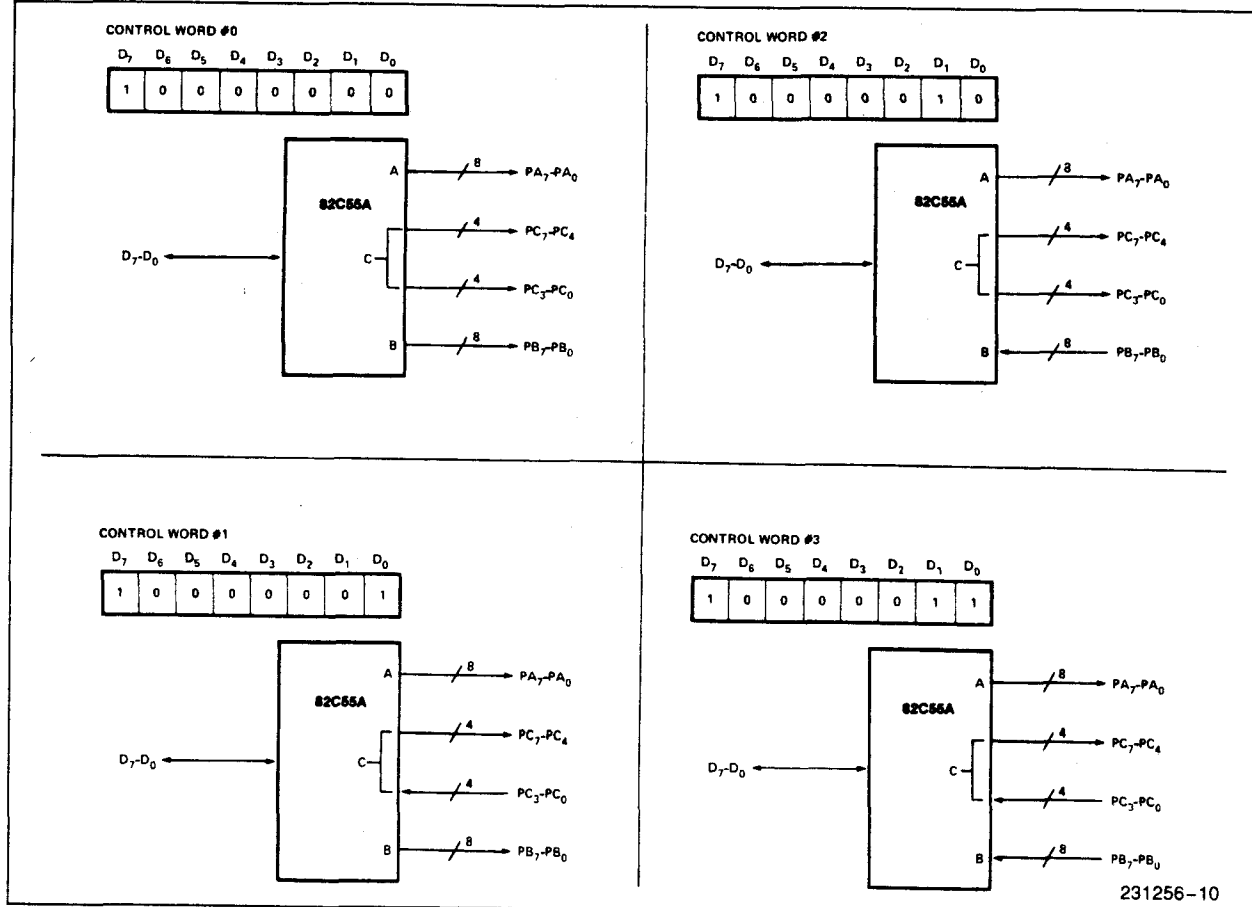 CONTROL WORD #0
D7 D6 D5 D4 D3 D2 D1 D0
1 0 0 0 0 0 0 0
82C55A
A
8
PA7-PA0
4
PC7-PC4
D7-D0
C
4
PC3-PC0
B
8
PB7-PB0
CONTROL WORD #2
D7 D6 D5 D4 D3 D2 D1 D0
1 0 0 0 0 0 1 0
82C55A
A
8
PA7-PA0
4
PC7-PC4
D7-D0
C
4
PC3-PC0
B
8
PB7-PB0
CONTROL WORD #1
D7 D6 D5 D4 D3 D2 D1 D0
1 0 0 0 0 0 0 1
82C55A
A
8
PA7-PA0
4
PC7-PC4
D7-D0
C
4
PC3-PC0
B
8
PB7-PB0
CONTROL WORD #3
D7 D6 D5 D4 D3 D2 D1 D0
1 0 0 0 0 0 1 1
82C55A
A
8
PA7-PA0
4
PC7-PC4
D7-D0
C
4
PC3-PC0
B
8
PB7-PB0
231256-10